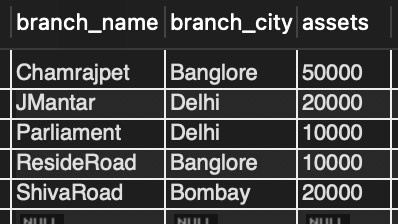 branch_name branch_city assets
Chamrajpet Banglore 50000
JMantar Delhi 20000
Parliament Delhi 10000
ResideRoad Banglore 10000
ShivaRoad Bombay 20000
NULL NULL NULL